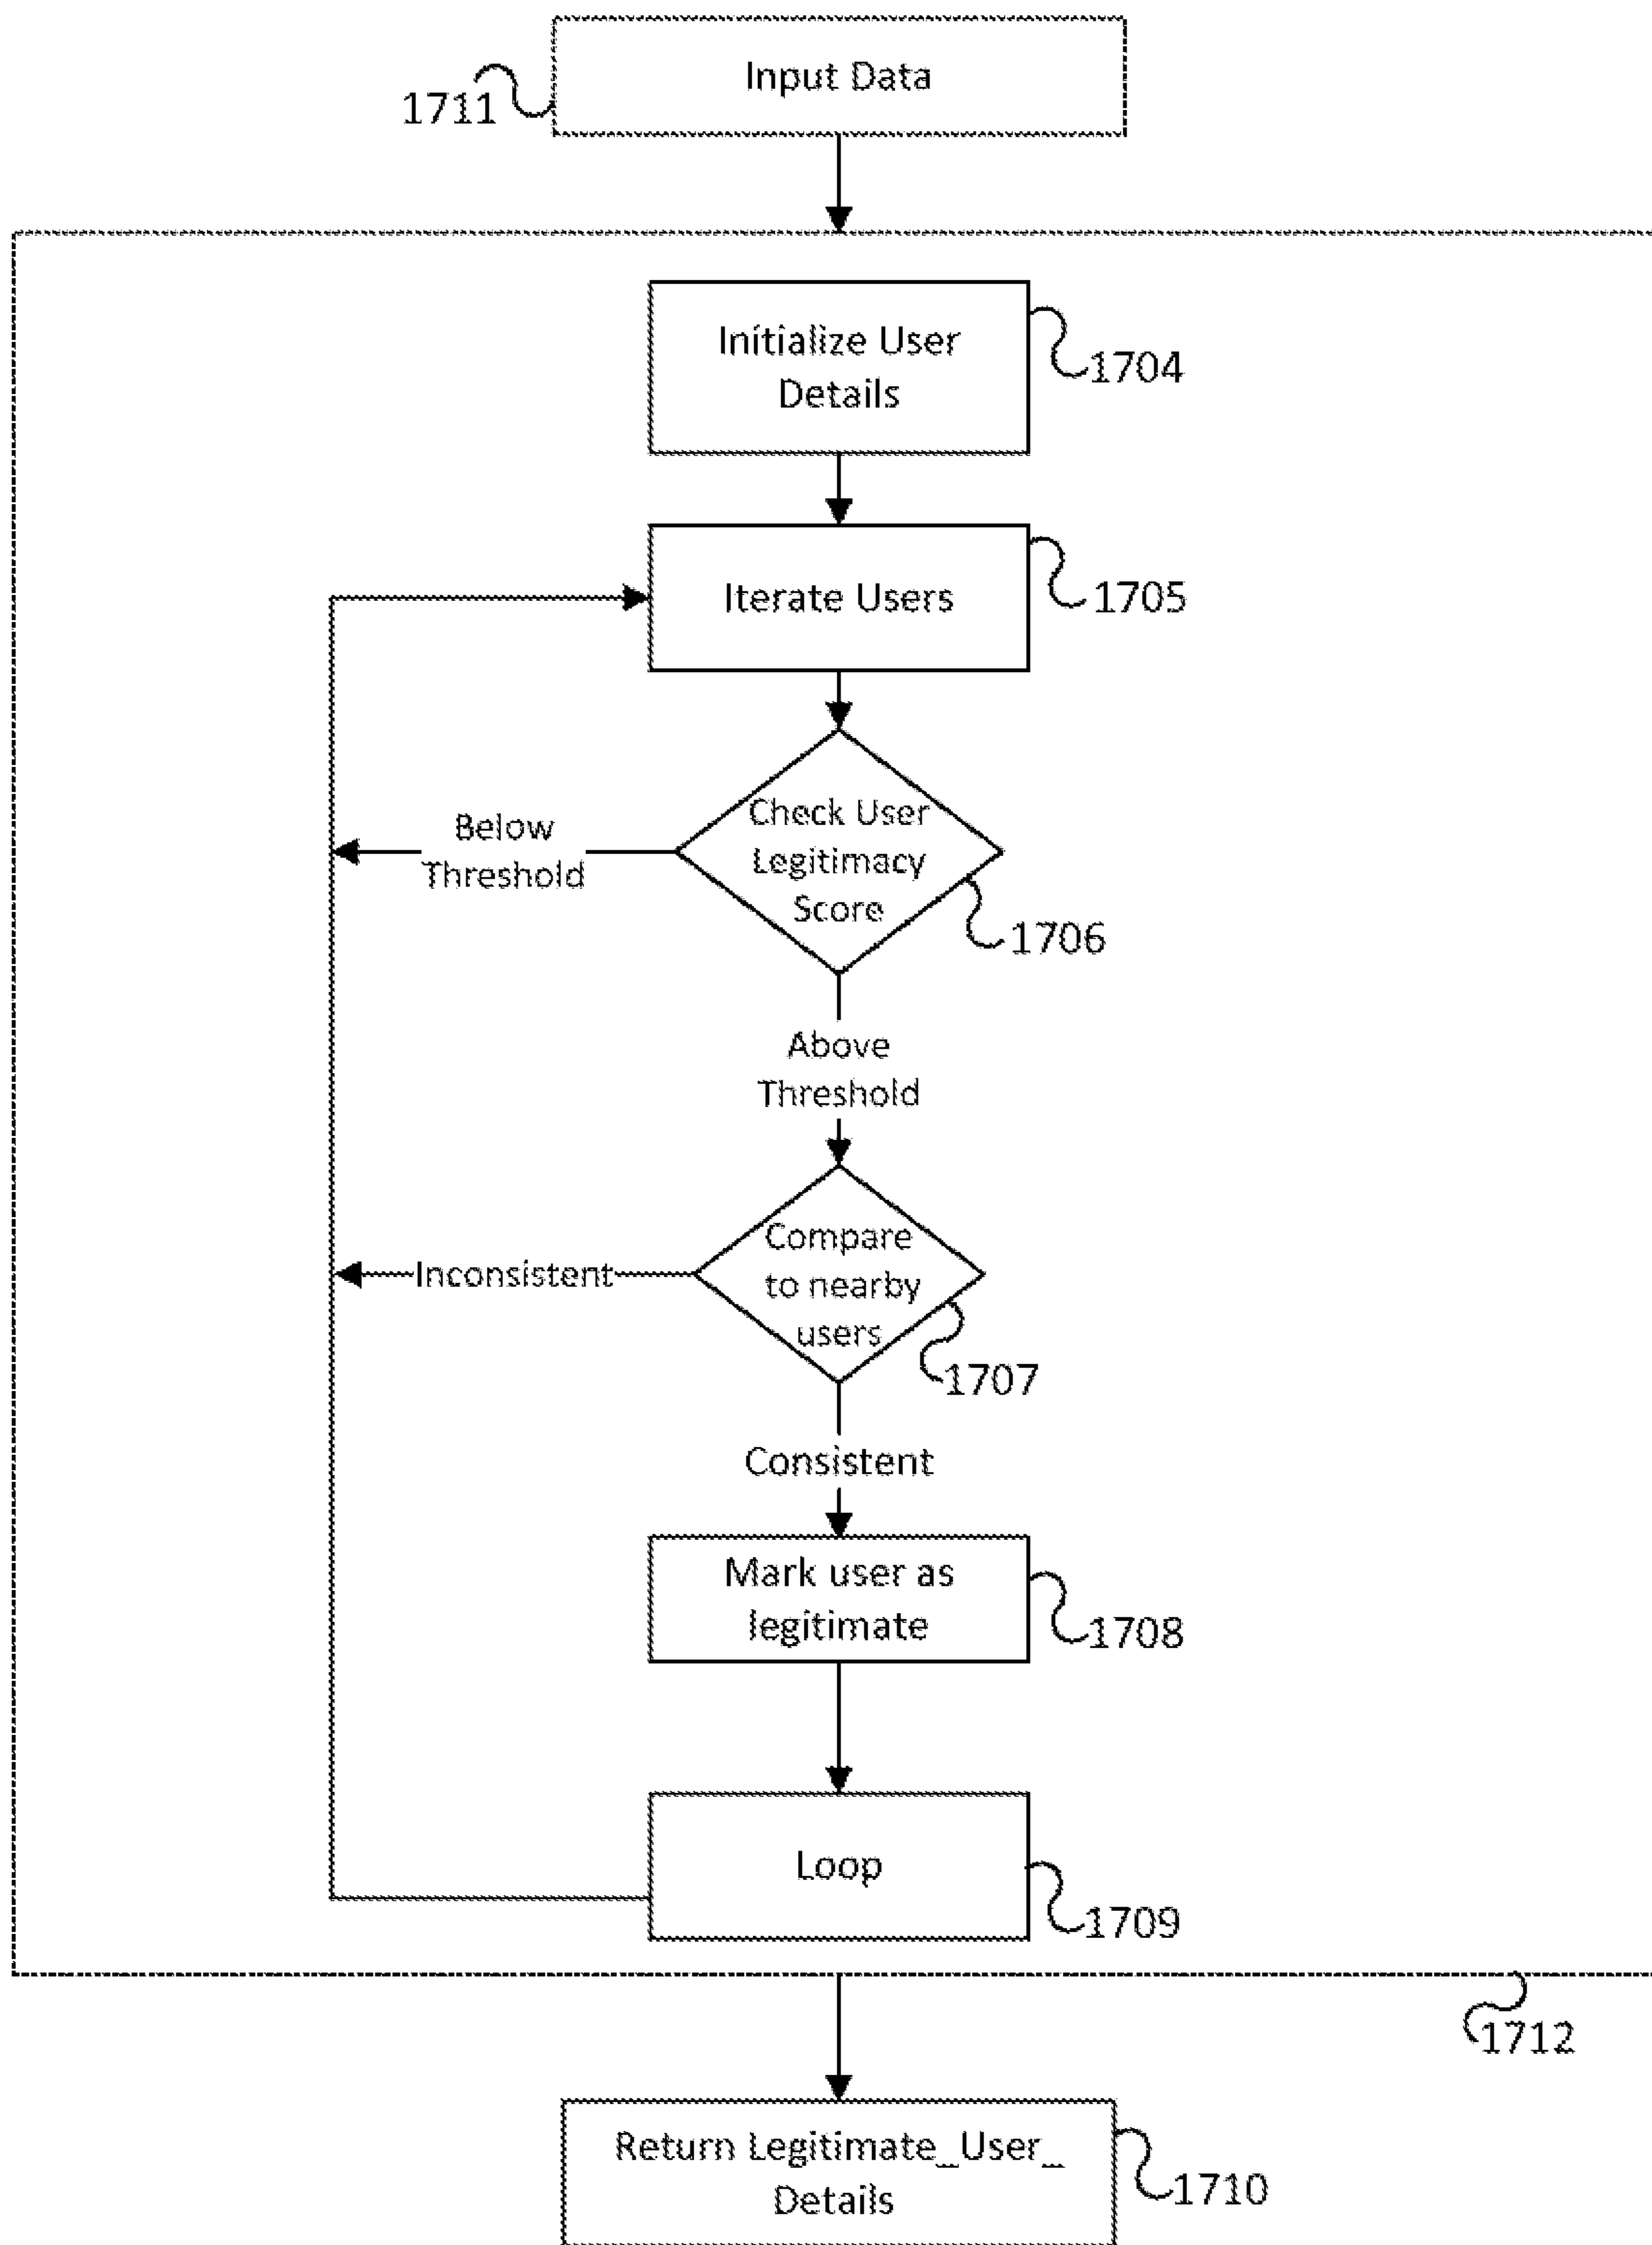 Input Data
1711
Initialize User
Details
1704
Iterate Users
1705
Check User
Legitimacy
Score
1706
Below
Threshold
Above
Threshold
Compare
to nearby
users
1707
Inconsistent
Consistent
Mark user as
legitimate
1708
Loop
1709
1712
Return Legitimate_User_
Details
1710